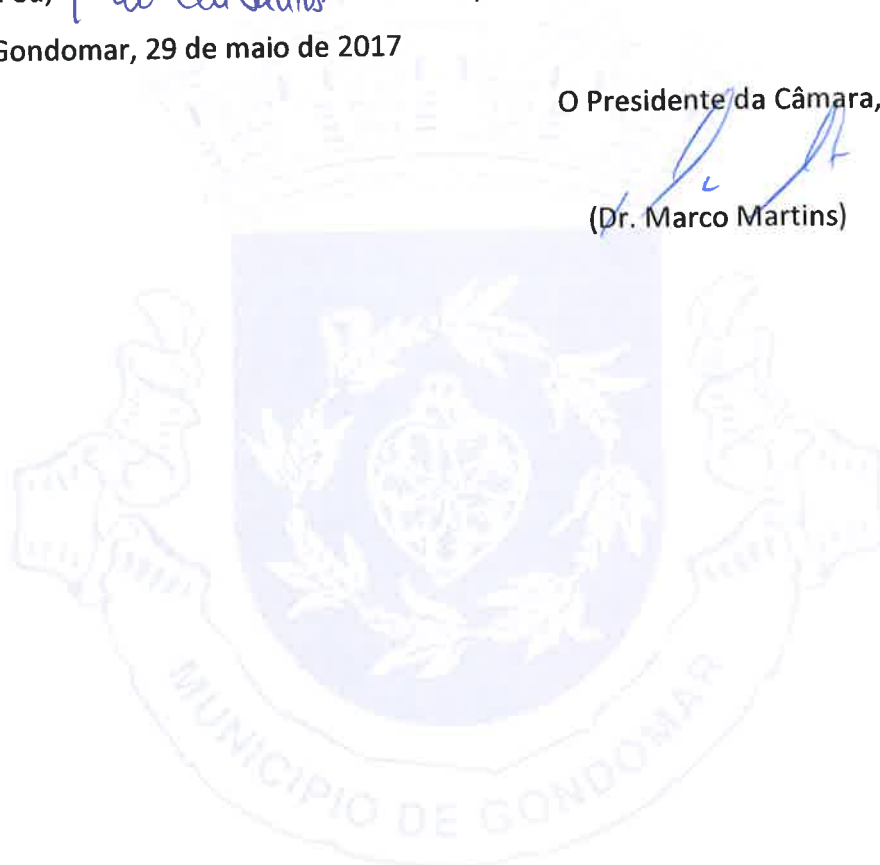 Gondomar, 29 de maio de 2017
O Presidente da Câmara,
(Dr. Marco Martins)
MUNICIPIO DE GONDOMAR